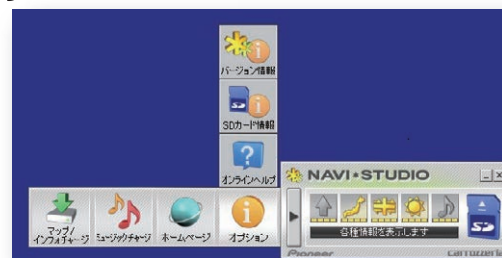 バージョン情報
SDカード情報
オンラインヘルプ
マップ/
インフォチャージ
ミュージックチャージ
ホームページ
オプション
NAVI•STUDIO
各種情報を表示します
SD
Pioneer
carrozzeria